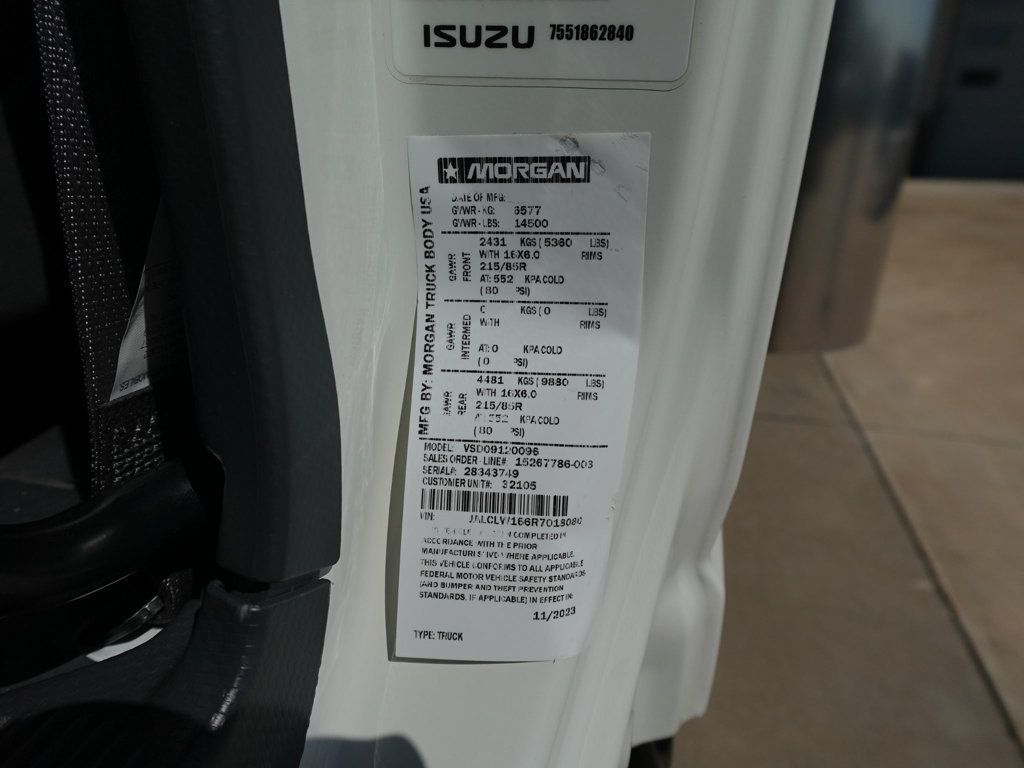 ISUZU 7551862840
MORGAN
MFG BY: MORGAN TRUCK BODY USA
DATE OF MFG:
GVWR - KG: 6577
GVWR - LBS: 14500
GAWR FRONT
2431 KGS ( 5360 LBS)
WITH 16X6.0 RIMS
215/85R
AT: 552 KPA COLD
( 80 PSI)
GAWR INTERMED
KGS ( 0 LBS)
WITH RIMS
AT: 0 KPA COLD
( 0 PSI)
GAWR REAR
4481 KGS ( 9880 LBS)
WITH 16X6.0 RIMS
215/85R
AT: 552 KPA COLD
( 80 PSI)
MODEL: VSD09120096
SALES ORDER - LINE#: 15267786-003
SERIAL#: 28343749
CUSTOMER UNIT#: 32105
VIN:
COMPLETED IN
ACCORDANCE WITH THE PRIOR
WHERE APPLICABLE.
THIS VEHICLE CONFORMS TO ALL APPLICABLE
FEDERAL MOTOR VEHICLE SAFETY STANDARDS
(AND BUMPER AND THEFT PREVENTION
STANDARDS, IF APPLICABLE) IN EFFECT IN:
11/2023
TYPE: TRUCK